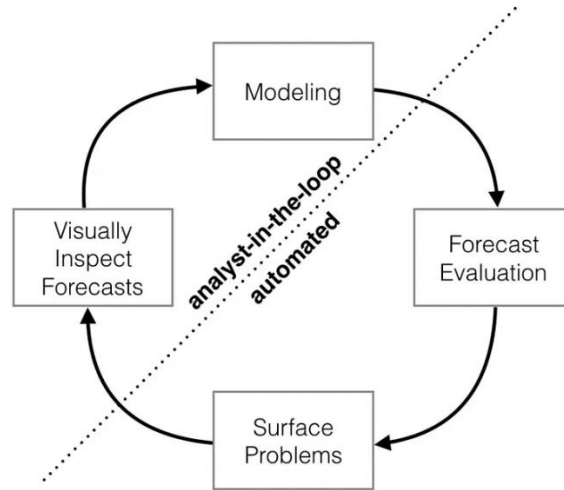 Modeling
analyst-in-the-loop
automated
Visually
Inspect
Forecasts
Forecast
Evaluation
Surface
Problems